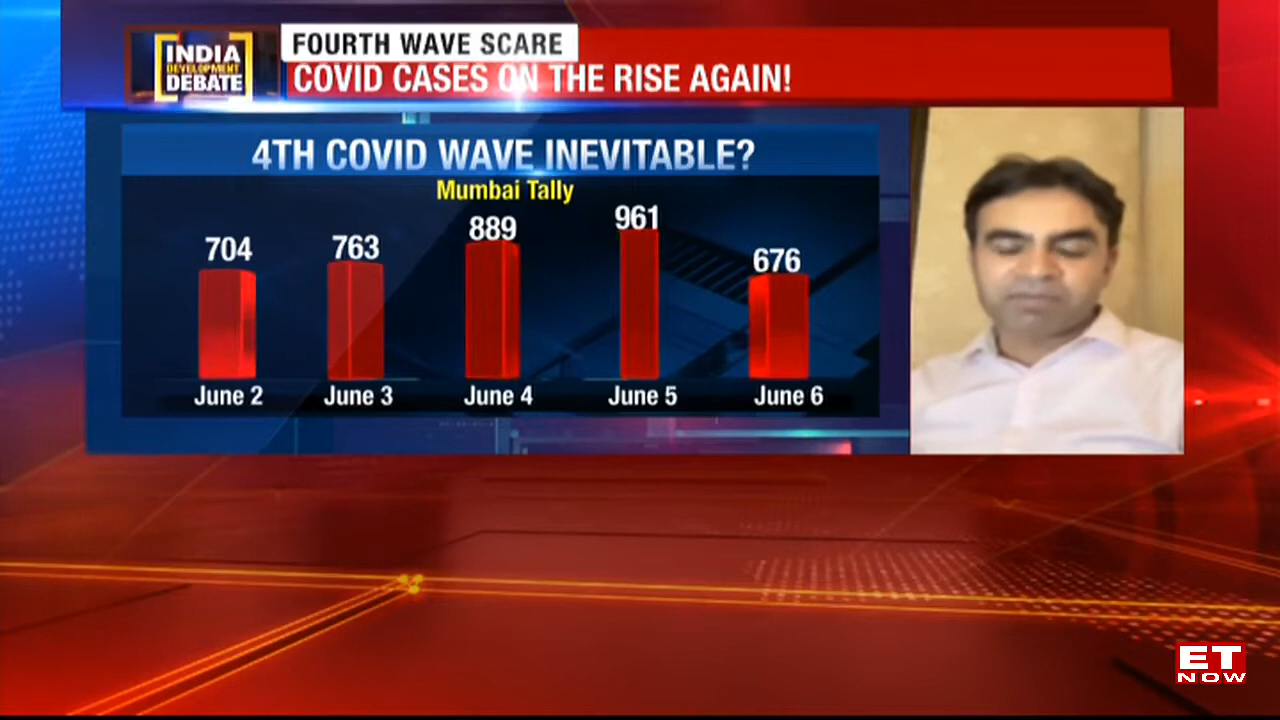 INDIA
DEVELOPMENT
DEBATE
FOURTH WAVE SCARE
COVID CASES ON THE RISE AGAIN!
4TH COVID WAVE INEVITABLE?
Mumbai Tally
704 763 889 961 676
June 2 June 3 June 4 June 5 June 6
ET
NOW